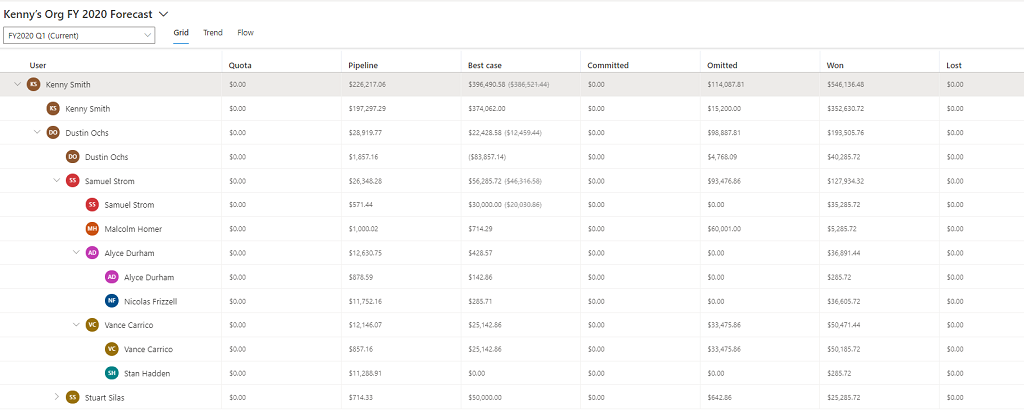 Kenny's Org FY 2020 Forecast
FY2020 Q1 (Current) Grid Trend Flow
User Quota Pipeline Best case Committed Omitted Won Lost
KS Kenny Smith $0.00 $226,217.06 $396,490.58 ($386,521.44) $0.00 $114,087.81 $546,136.48 $0.00
KS Kenny Smith $0.00 $197,297.29 $374,062.00 $0.00 $15,200.00 $352,630.72 $0.00
DO Dustin Ochs $0.00 $28,919.77 $22,428.58 ($12,459.44) $0.00 $98,887.81 $193,505.76 $0.00
DO Dustin Ochs $0.00 $1,857.16 ($83,857.14) $0.00 $4,768.09 $40,285.72 $0.00
SS Samuel Strom $0.00 $26,348.28 $56,285.72 ($46,316.58) $0.00 $93,476.86 $127,934.32 $0.00
SS Samuel Strom $0.00 $571.44 $30,000.00 ($20,030.86) $0.00 $0.00 $35,285.72 $0.00
MH Malcolm Homer $0.00 $1,000.02 $714.29 $0.00 $60,001.00 $5,285.72 $0.00
AD Alyce Durham $0.00 $12,630.75 $428.57 $0.00 $0.00 $36,891.44 $0.00
AD Alyce Durham $0.00 $878.59 $142.86 $0.00 $0.00 $285.72 $0.00
NF Nicolas Frizzell $0.00 $11,752.16 $285.71 $0.00 $0.00 $36,605.72 $0.00
VC Vance Carrico $0.00 $12,146.07 $25,142.86 $0.00 $33,475.86 $50,471.44 $0.00
VC Vance Carrico $0.00 $857.16 $25,142.86 $0.00 $33,475.86 $50,185.72 $0.00
SH Stan Hadden $0.00 $11,288.91 $0.00 $0.00 $0.00 $285.72 $0.00
SS Stuart Silas $0.00 $714.33 $50,000.00 $0.00 $642.86 $25,285.72 $0.00